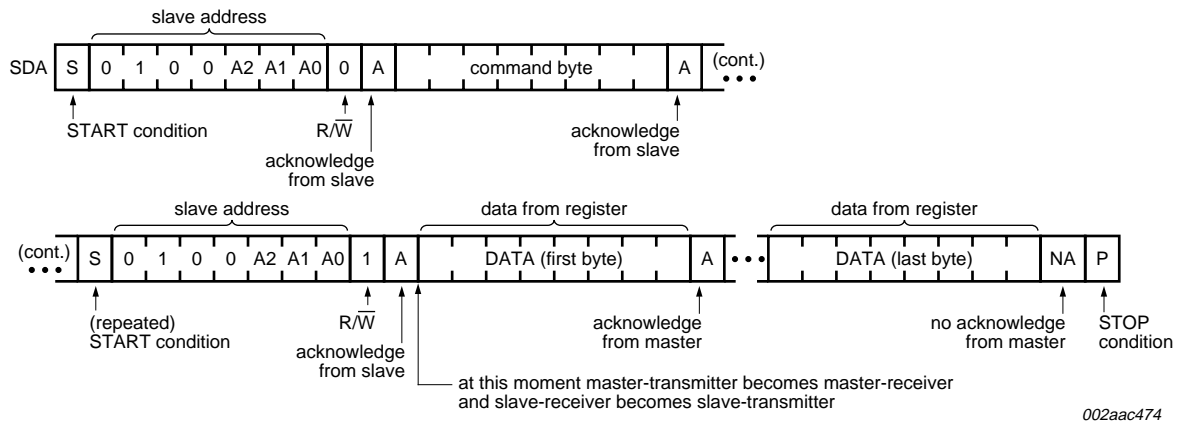 slave address
SDA S 0 1 0 0 A2 A1 A0 0 A command byte A (cont.)
START condition R/W̅ acknowledge from slave acknowledge from slave
slave address data from register data from register
(cont.) S 0 1 0 0 A2 A1 A0 1 A DATA (first byte) A DATA (last byte) NA P
(repeated) START condition R/W̅ acknowledge from slave acknowledge from master no acknowledge from master STOP condition
at this moment master-transmitter becomes master-receiver
and slave-receiver becomes slave-transmitter
002aac474